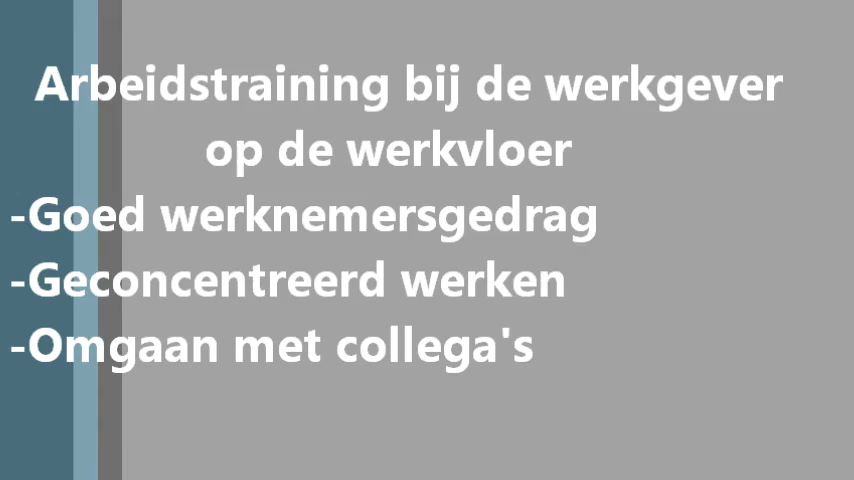 Arbeidstraining bij de werkgever
op de werkvloer
-Goed werknemersgedrag
-Geconcentreerd werken
-Omgaan met collega's